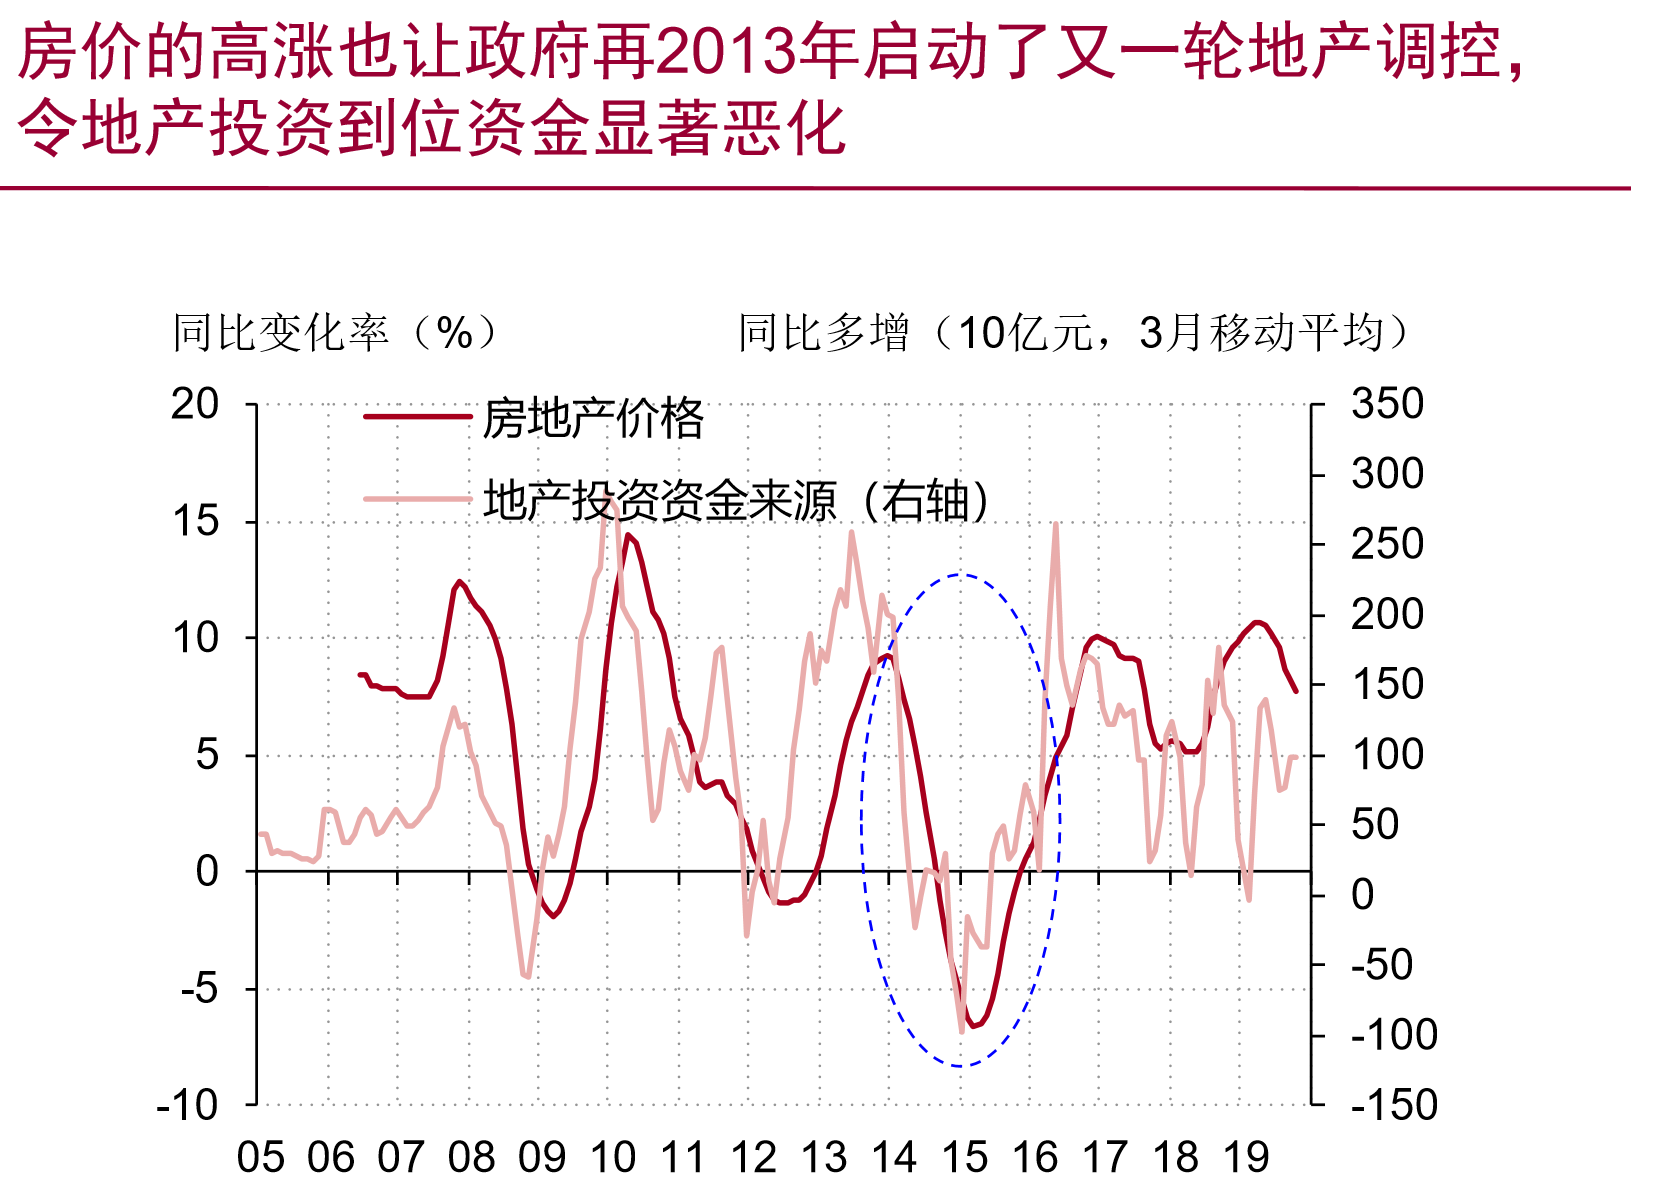 房价的高涨也让政府再2013年启动了又一轮地产调控，
令地产投资到位资金显著恶化
同比变化率（%）
同比多增（10亿元，3月移动平均）
房地产价格
地产投资资金来源（右轴）
20
15
10
5
0
-5
-10
350
300
250
200
150
100
50
0
-50
-100
-150
05 06 07 08 09 10 11 12 13 14 15 16 17 18 19